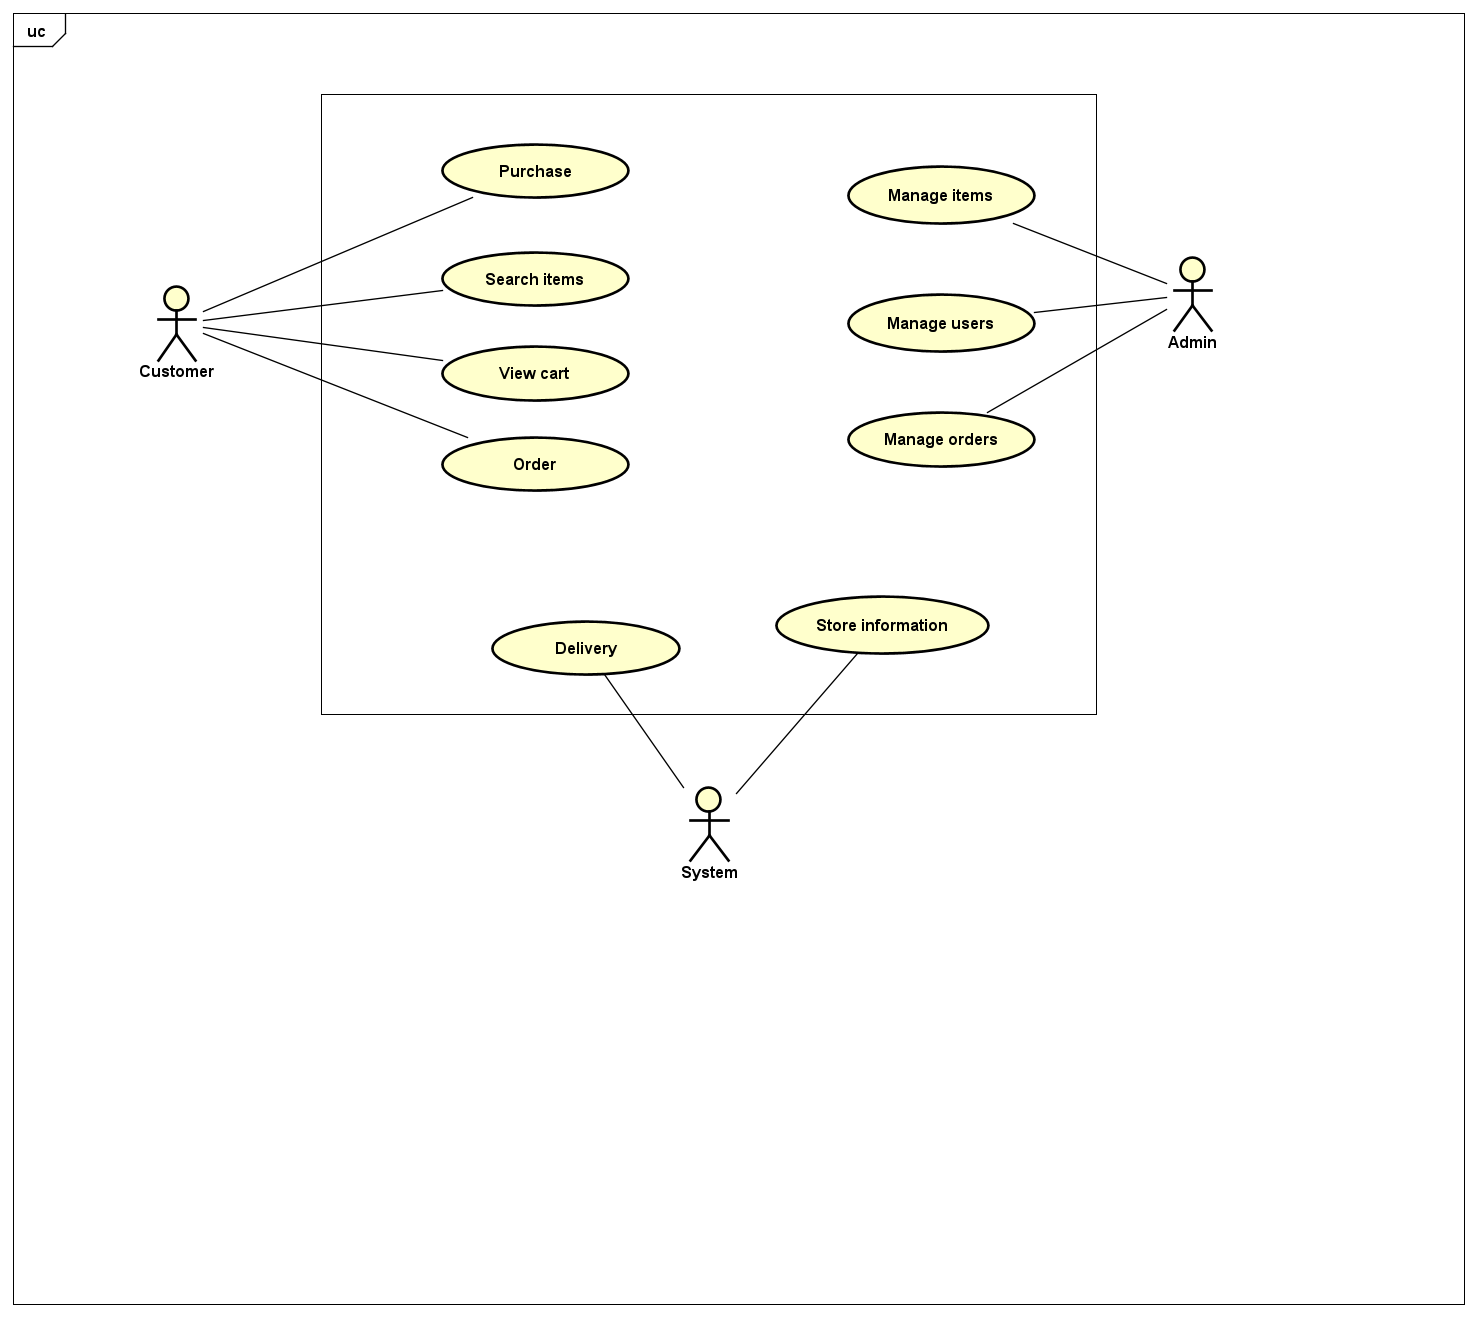 uc
Purchase
Search items
View cart
Order
Customer
Manage items
Manage users
Manage orders
Admin
Delivery
Store information
System